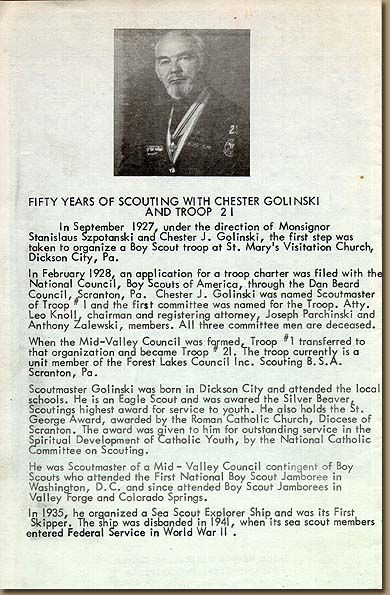 FIFTY YEARS OF SCOUTING WITH CHESTER GOLINSKI
AND TROOP 21
In September 1927, under the direction of Monsignor
Stanislaus Szpotanski and Chester J. Golinski, the first step was
taken to organize a Boy Scout troop at St. Mary's Visitation Church,
Dickson City, Pa.
In February 1928, an application for a troop charter was filed with the
National Council, Boy Scouts of America, through the Dan Beard
Council, Scranton, Pa. Chester J. Golinski was named Scoutmaster
of Troop #1 and the first committee was named for the Troop. Atty.
Leo Knoll, chairman and registering attorney, Joseph Parchinski and
Anthony Zalewski, members. All three committee men are deceased.
When the Mid-Valley Council was formed, Troop #1 transferred to
that organization and became Troop # 21. The troop currently is a
unit member of the Forest Lakes Council Inc. Scouting B.S.A.
Scranton, Pa.
Scoutmaster Golinski was born in Dickson City and attended the local
schools. He is an Eagle Scout and was awared the Silver Beaver,
Scoutings highest award for service to youth. He also holds the St.
George Award, awarded by the Roman Catholic Church, Diocese of
Scranton. The award was given to him for outstanding service in the
Spiritual Development of Catholic Youth, by the National Catholic
Committee on Scouting.
He was Scoutmaster of a Mid - Valley Council contingent of Boy
Scouts who attended the First National Boy Scout Jamboree in
Washington, D.C. and since attended Boy Scout Jamborees in
Valley Forge and Colorado Springs.
In 1935, he organized a Sea Scout Explorer Ship and was its First
Skipper. The ship was disbanded in 1941, when its sea scout members
entered Federal Service in World War II.